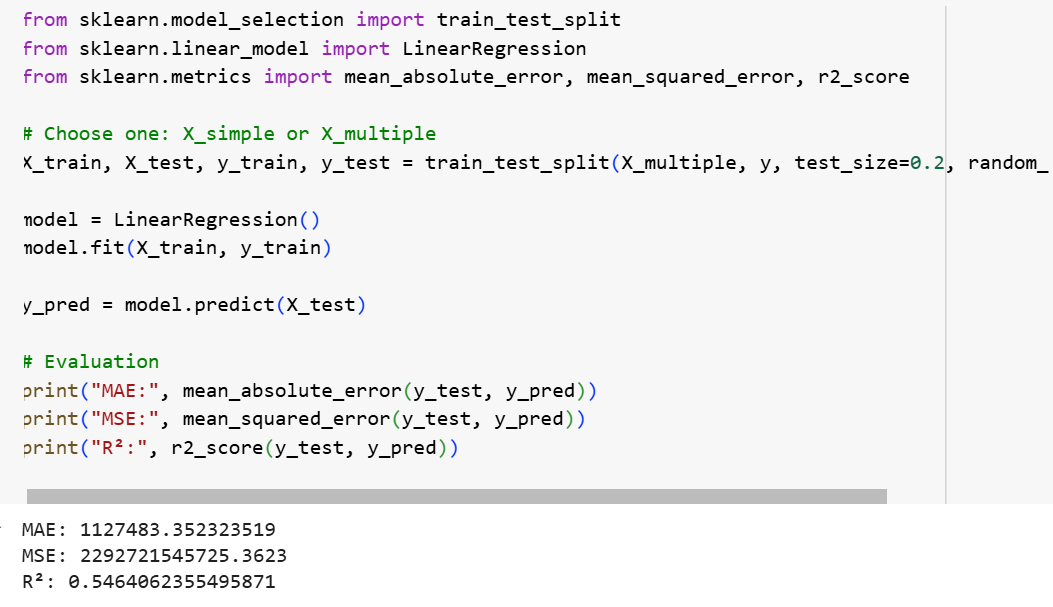 from sklearn.model_selection import train_test_split
from sklearn.linear_model import LinearRegression
from sklearn.metrics import mean_absolute_error, mean_squared_error, r2_score
# Choose one: X_simple or X_multiple
X_train, X_test, y_train, y_test = train_test_split(X_multiple, y, test_size=0.2, random_
model = LinearRegression()
model.fit(X_train, y_train)
y_pred = model.predict(X_test)
# Evaluation
print("MAE:", mean_absolute_error(y_test, y_pred))
print("MSE:", mean_squared_error(y_test, y_pred))
print("R²:", r2_score(y_test, y_pred))
MAE: 1127483.352323519
MSE: 2292721545725.3623
R²: 0.5464062355495871